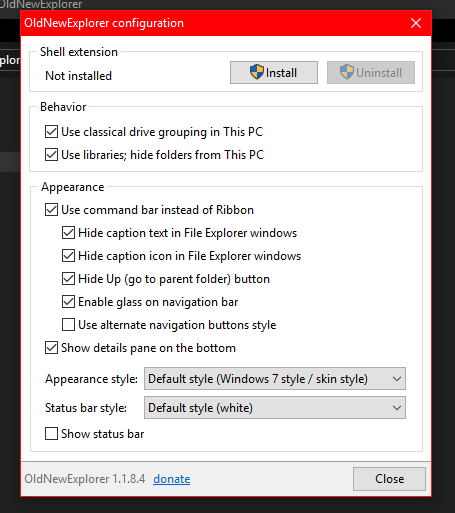 OldNewExplorer
OldNewExplorer configuration
Shell extension
Not installed
Install
Uninstall
Behavior
Use classical drive grouping in This PC
Use libraries; hide folders from This PC
Appearance
Use command bar instead of Ribbon
Hide caption text in File Explorer windows
Hide caption icon in File Explorer windows
Hide Up (go to parent folder) button
Enable glass on navigation bar
Use alternate navigation buttons style
Show details pane on the bottom
Appearance style: Default style (Windows 7 style / skin style)
Status bar style: Default style (white)
Show status bar
OldNewExplorer 1.1.8.4 donate
Close